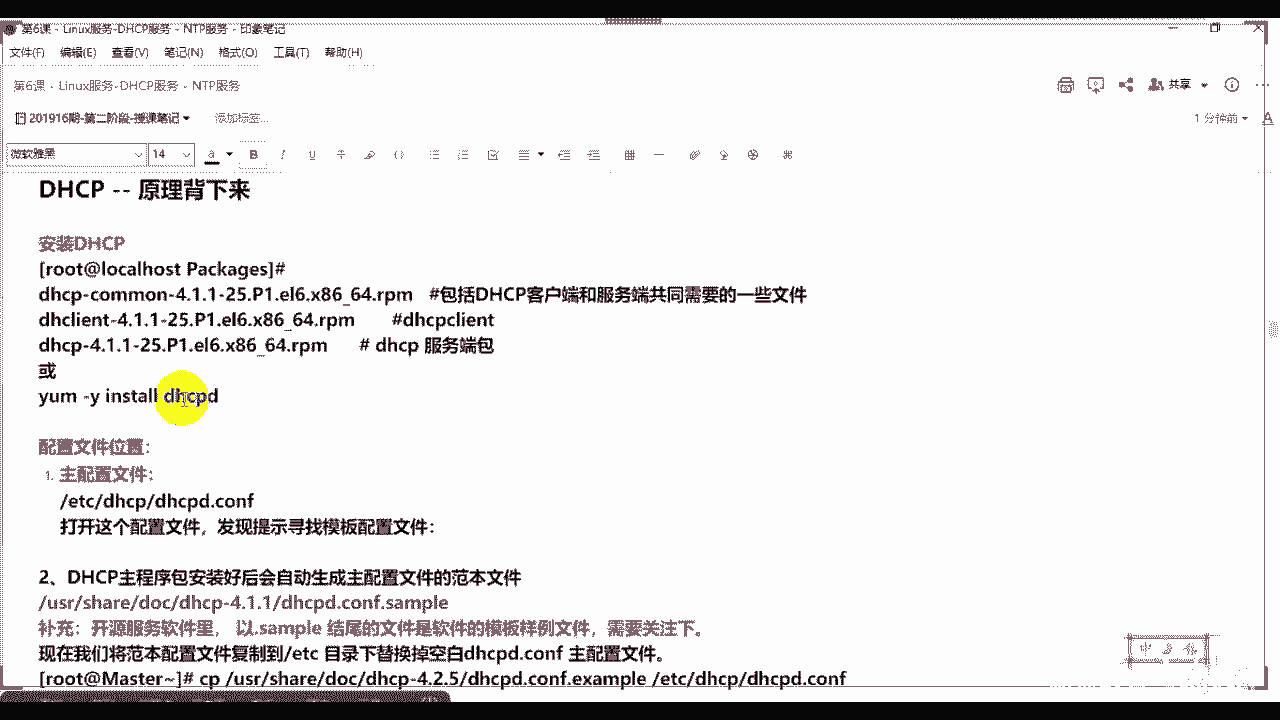 第6课 - Linux服务-DHCP服务 - NTP服务 - 印象笔记
文件(F) 编辑(E) 查看(V) 笔记(N) 格式(O) 工具(T) 帮助(H)
第6课 - Linux服务-DHCP服务 - NTP服务
共享
201916期-第二阶段-授课笔记
添加标签...
1 分钟前
微软雅黑 14
DHCP -- 原理背下来
安装DHCP
[root@localhost Packages]#
dhcp-common-4.1.1-25.P1.el6.x86_64.rpm #包括DHCP客户端和服务端共同需要的一些文件
dhclient-4.1.1-25.P1.el6.x86_64.rpm #dhcpclient
dhcp-4.1.1-25.P1.el6.x86_64.rpm # dhcp 服务端包
或
yum -y install dhcpd
配置文件位置：
1. 主配置文件：
/etc/dhcp/dhcpd.conf
打开这个配置文件，发现提示寻找模板配置文件：
2、DHCP主程序包安装好后会自动生成主配置文件的范本文件
/usr/share/doc/dhcp-4.1.1/dhcpd.conf.sample
补充：开源服务软件里， 以.sample 结尾的文件是软件的模板样例文件，需要关注下。
现在我们将范本配置文件复制到/etc 目录下替换掉空白dhcpd.conf 主配置文件。
[root@Master~]# cp /usr/share/doc/dhcp-4.2.5/dhcpd.conf.example /etc/dhcp/dhcpd.conf